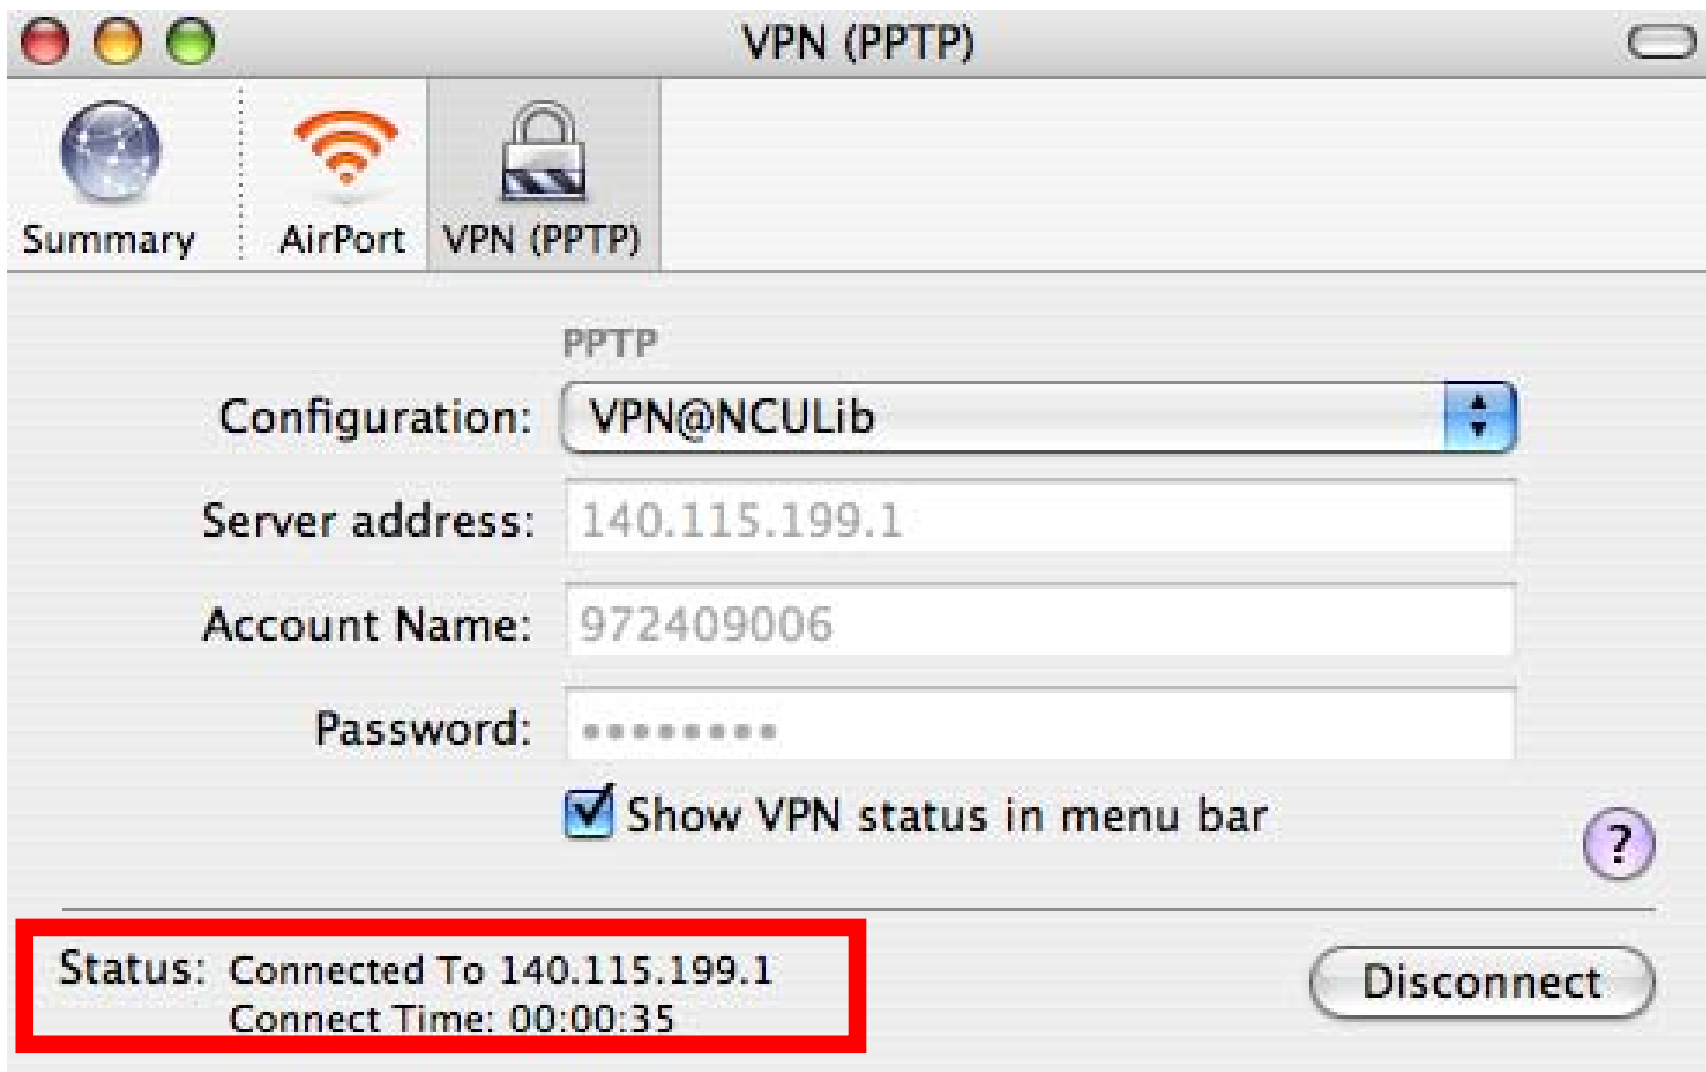 VPN (PPTP)
Summary AirPort VPN (PPTP)
PPTP
Configuration: VPN@NCULib
Server address: 140.115.199.1
Account Name: 972409006
Password: ••••••••
Show VPN status in menu bar
?
Status: Connected To 140.115.199.1 Disconnect
Connect Time: 00:00:35